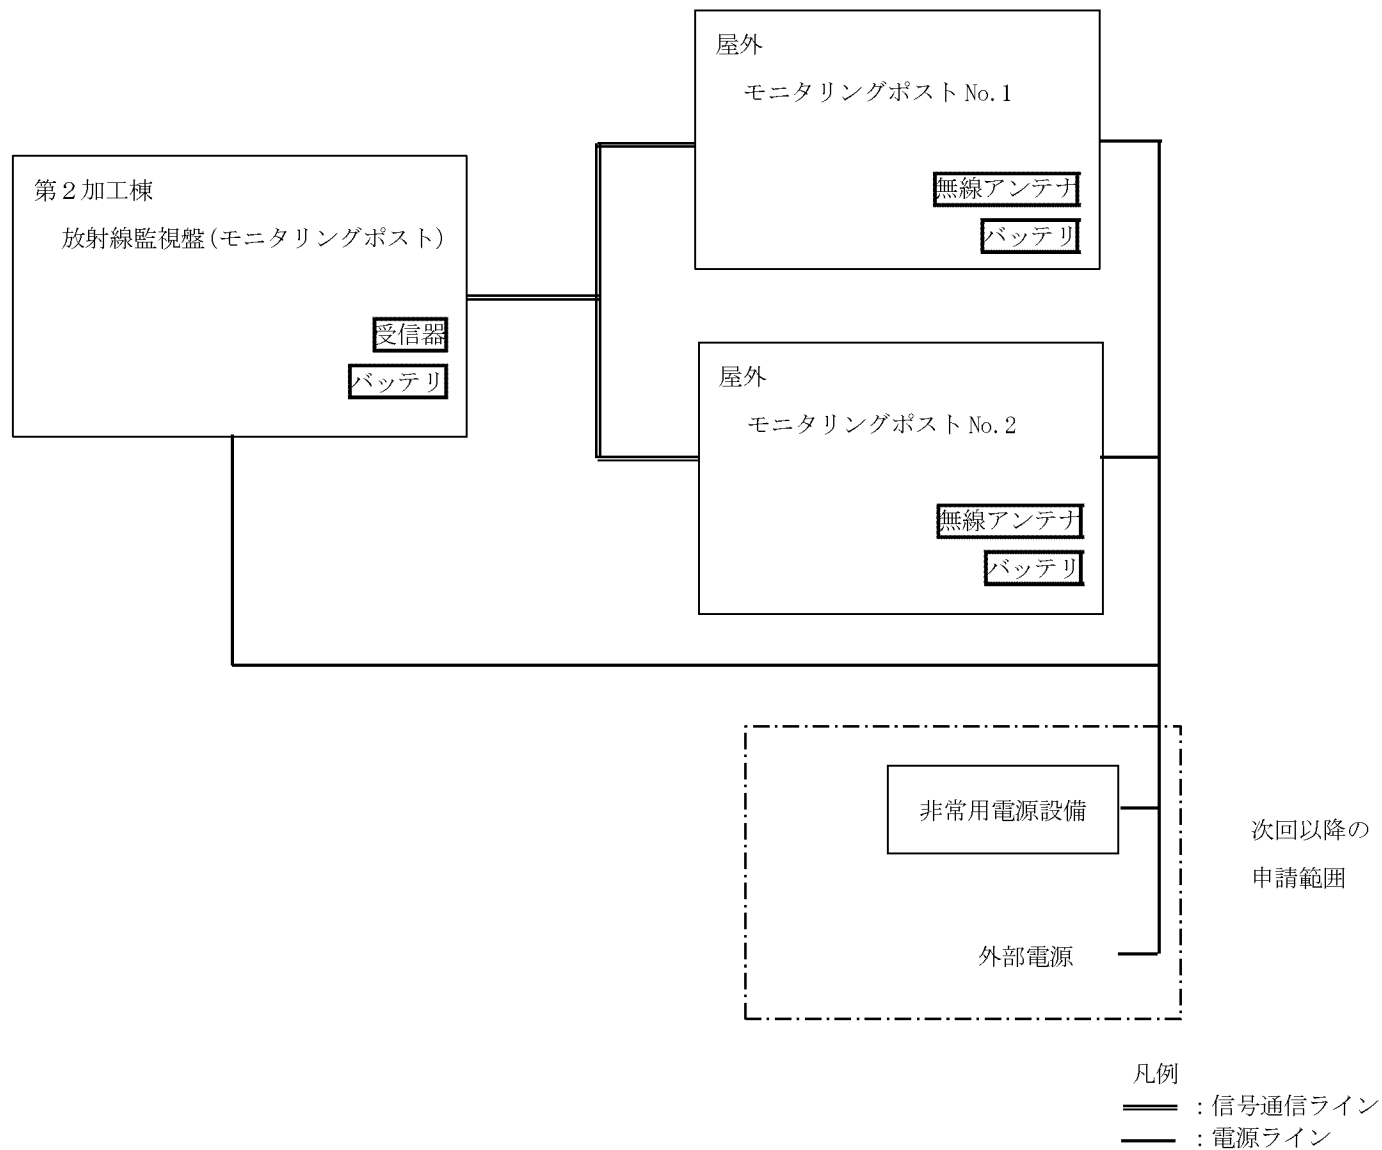 屋外
モニタリングポスト No.1
無線アンテナ
バッテリ
第２加工棟
放射線監視盤(モニタリングポスト)
受信器
バッテリ
屋外
モニタリングポスト No.2
無線アンテナ
バッテリ
非常用電源設備
外部電源
次回以降の
申請範囲
凡例
：信号通信ライン
：電源ライン